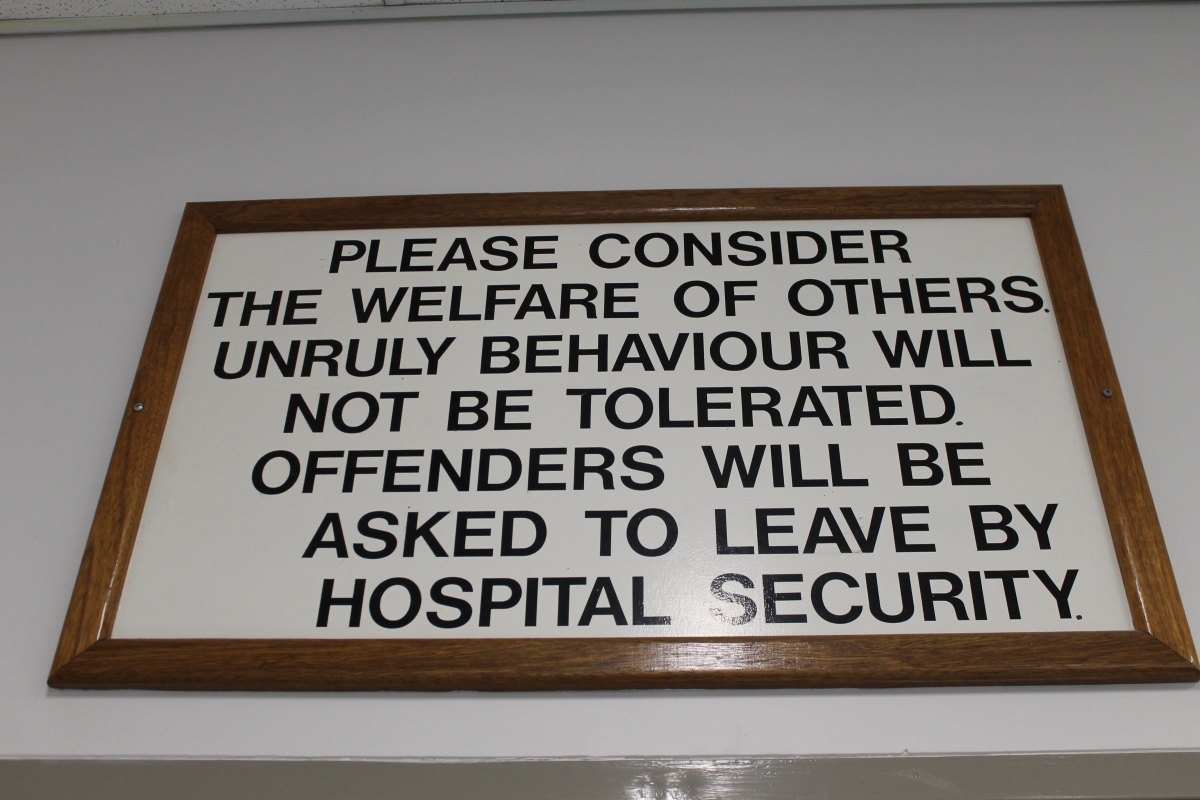 PLEASE CONSIDER
THE WELFARE OF OTHERS.
UNRULY BEHAVIOUR WILL
NOT BE TOLERATED.
OFFENDERS WILL BE
ASKED TO LEAVE BY
HOSPITAL SECURITY.